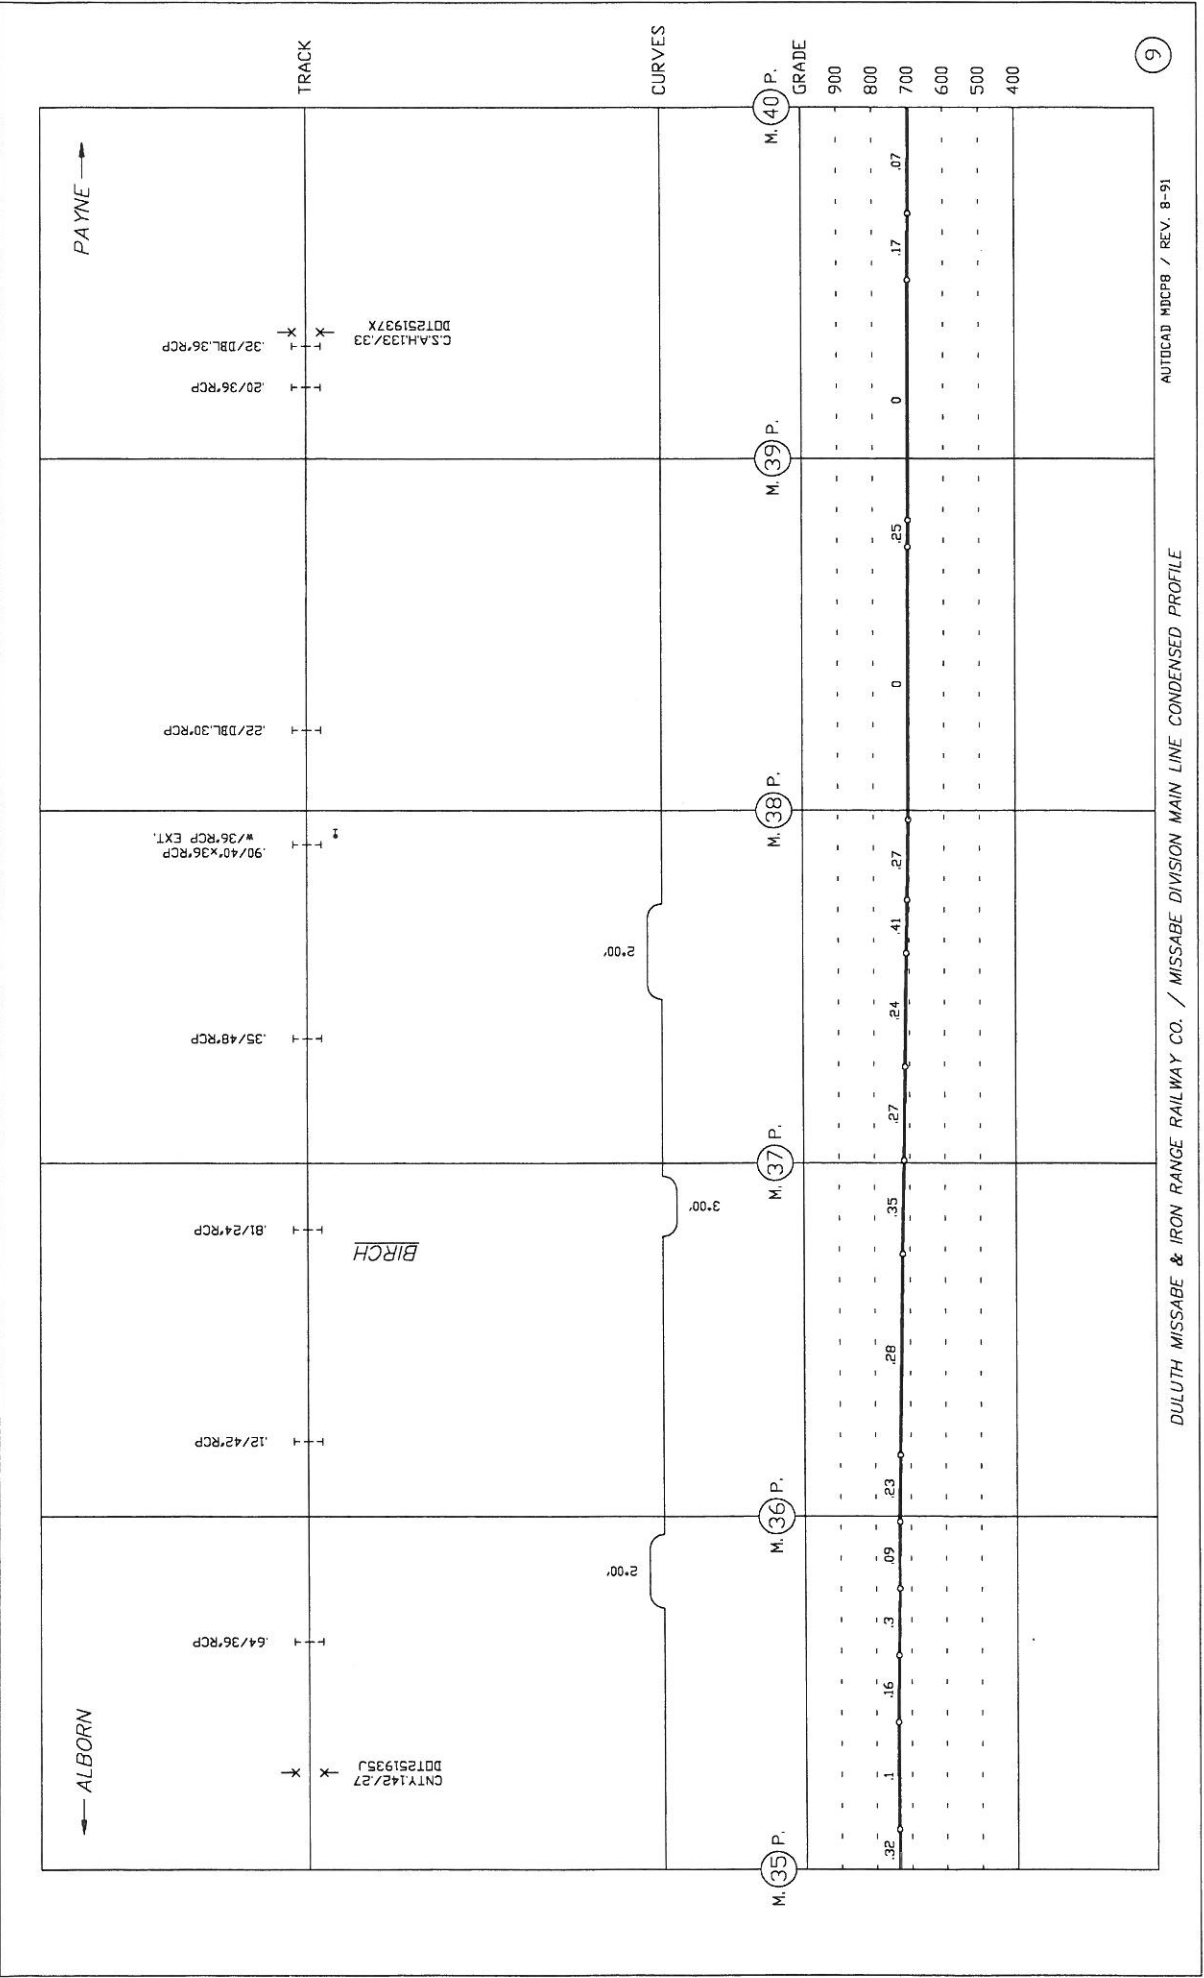 ← ALBORN
PAYNE →
TRACK
CNTY.142/.27
DOT251935J
.64/36"RCP
.12/42"RCP
.81/24"RCP
BIRCH
.35/48"RCP
.90/40"x36"RCP
W/36"RCP EXT.
.22/DBL.30"RCP
.20/36"RCP
.32/DBL.36"RCP
C.S.A.H.133/.33
DOT251937X
CURVES
2°00'
3°00'
2°00'
M. 35 P.
M. 36 P.
M. 37 P.
M. 38 P.
M. 39 P.
M. 40 P.
GRADE
900
800
700
600
500
400
.32 .1 .16 .3 .09 .23 .28 .35 .27 .24 .41 .27 0 .25 0 .17 .07
AUTOCAD MDCP8 / REV. 8-91
DULUTH MISSABE & IRON RANGE RAILWAY CO. / MISSABE DIVISION MAIN LINE CONDENSED PROFILE
9